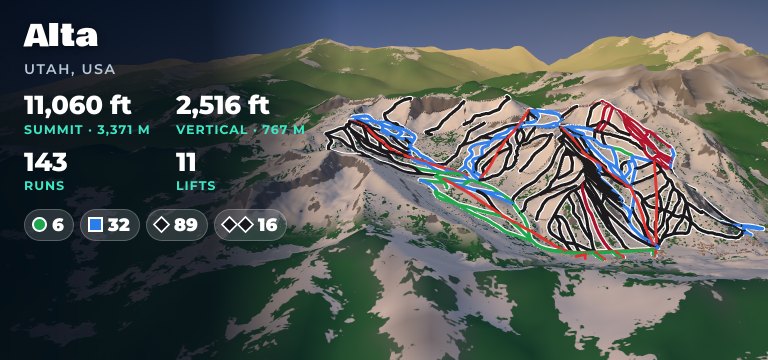 Alta
UTAH, USA
11,060 ft
SUMMIT · 3,371 M
2,516 ft
VERTICAL · 767 M
143
RUNS
11
LIFTS
6
32
89
16